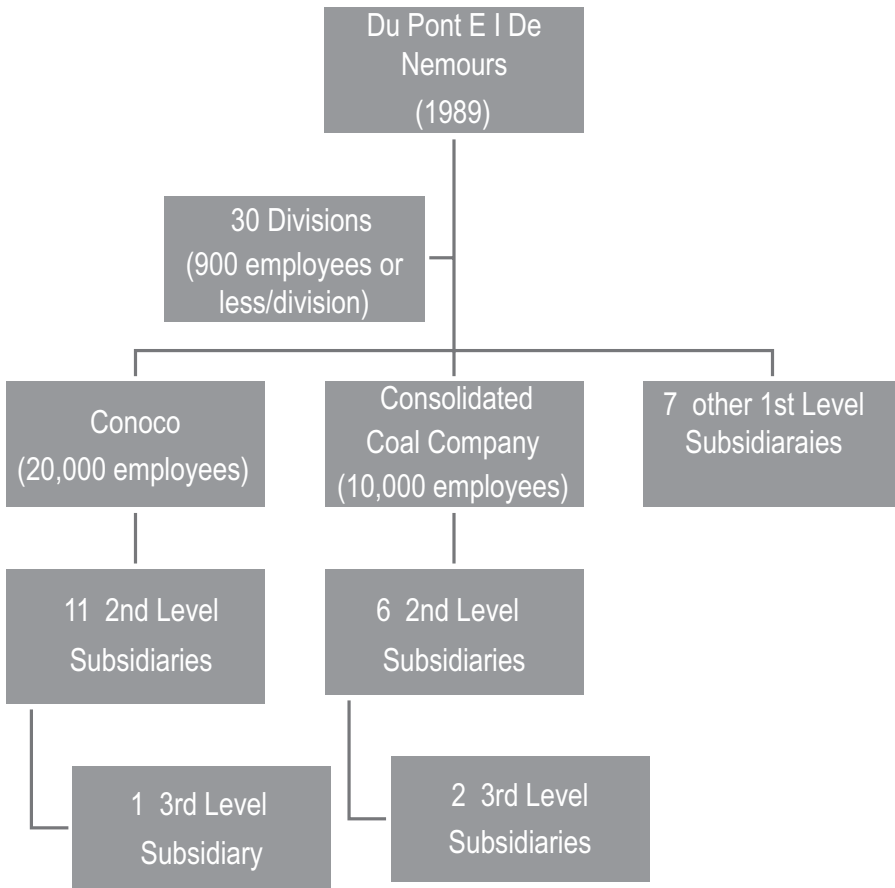 Du Pont E I De
Nemours
(1989)
30 Divisions
(900 employees or
less/division)
Conoco
(20,000 employees)
Consolidated
Coal Company
(10,000 employees)
7 other 1st Level
Subsidiaraies
11 2nd Level
Subsidiaries
6 2nd Level
Subsidiaries
1 3rd Level
Subsidiary
2 3rd Level
Subsidiaries